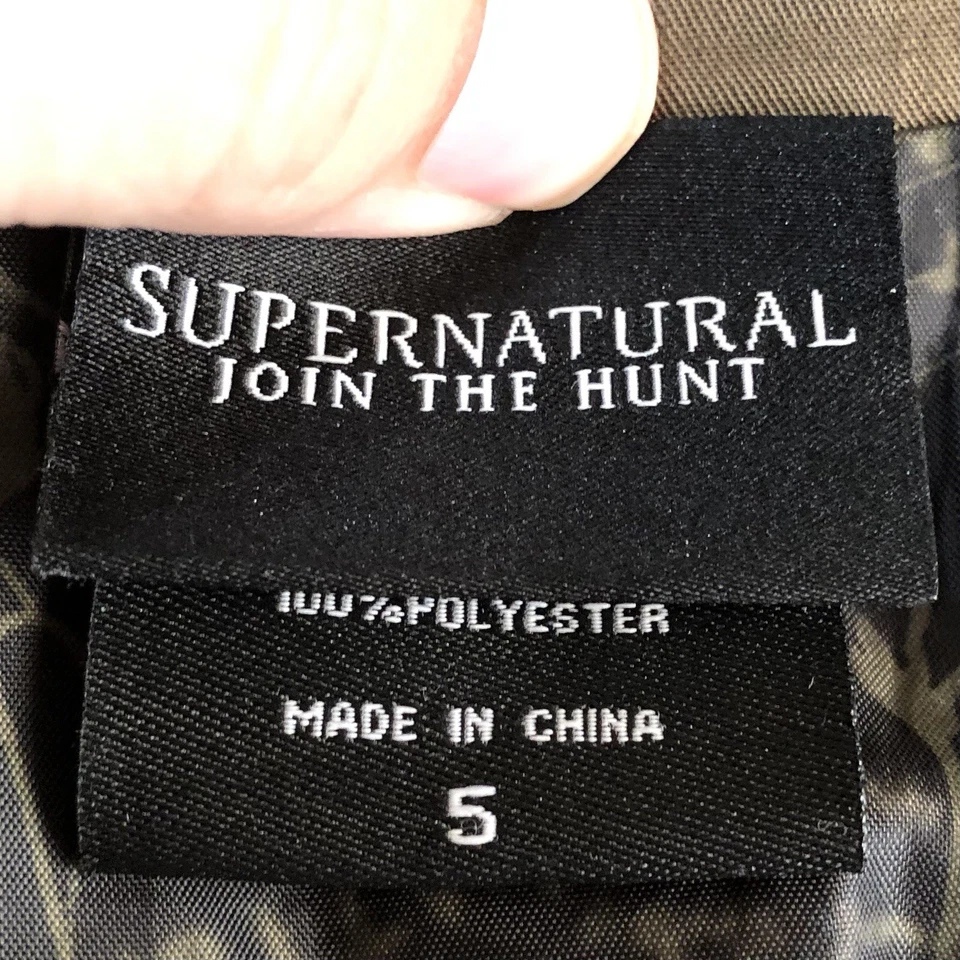 SUPERNATURAL
JOIN THE HUNT
100%POLYESTER
MADE IN CHINA
5